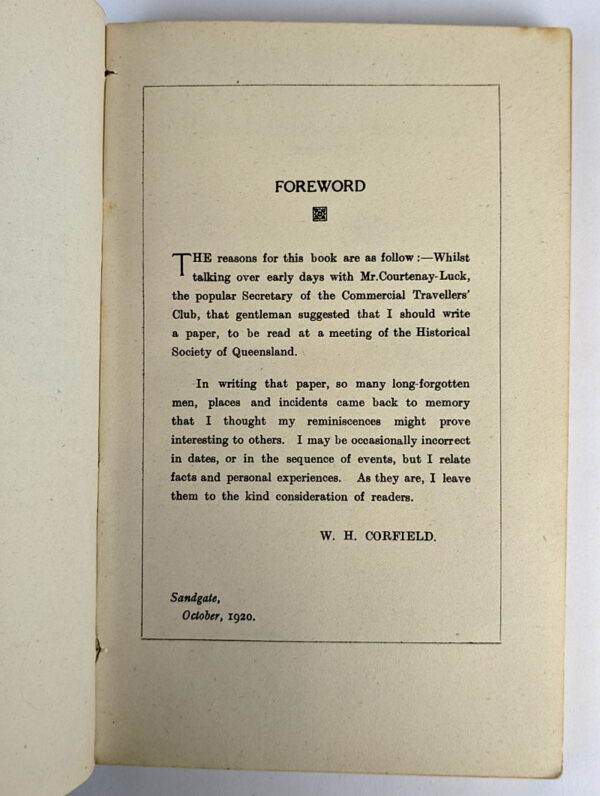 FOREWORD
THE reasons for this book are as follow :—Whilst
talking over early days with Mr.Courtenay-Luck,
the popular Secretary of the Commercial Travellers'
Club, that gentleman suggested that I should write
a paper, to be read at a meeting of the Historical
Society of Queensland.
In writing that paper, so many long-forgotten
men, places and incidents came back to memory
that I thought my reminiscences might prove
interesting to others. I may be occasionally incorrect
in dates, or in the sequence of events, but I relate
facts and personal experiences. As they are, I leave
them to the kind consideration of readers.
W. H. CORFIELD.
Sandgate,
October, 1920.